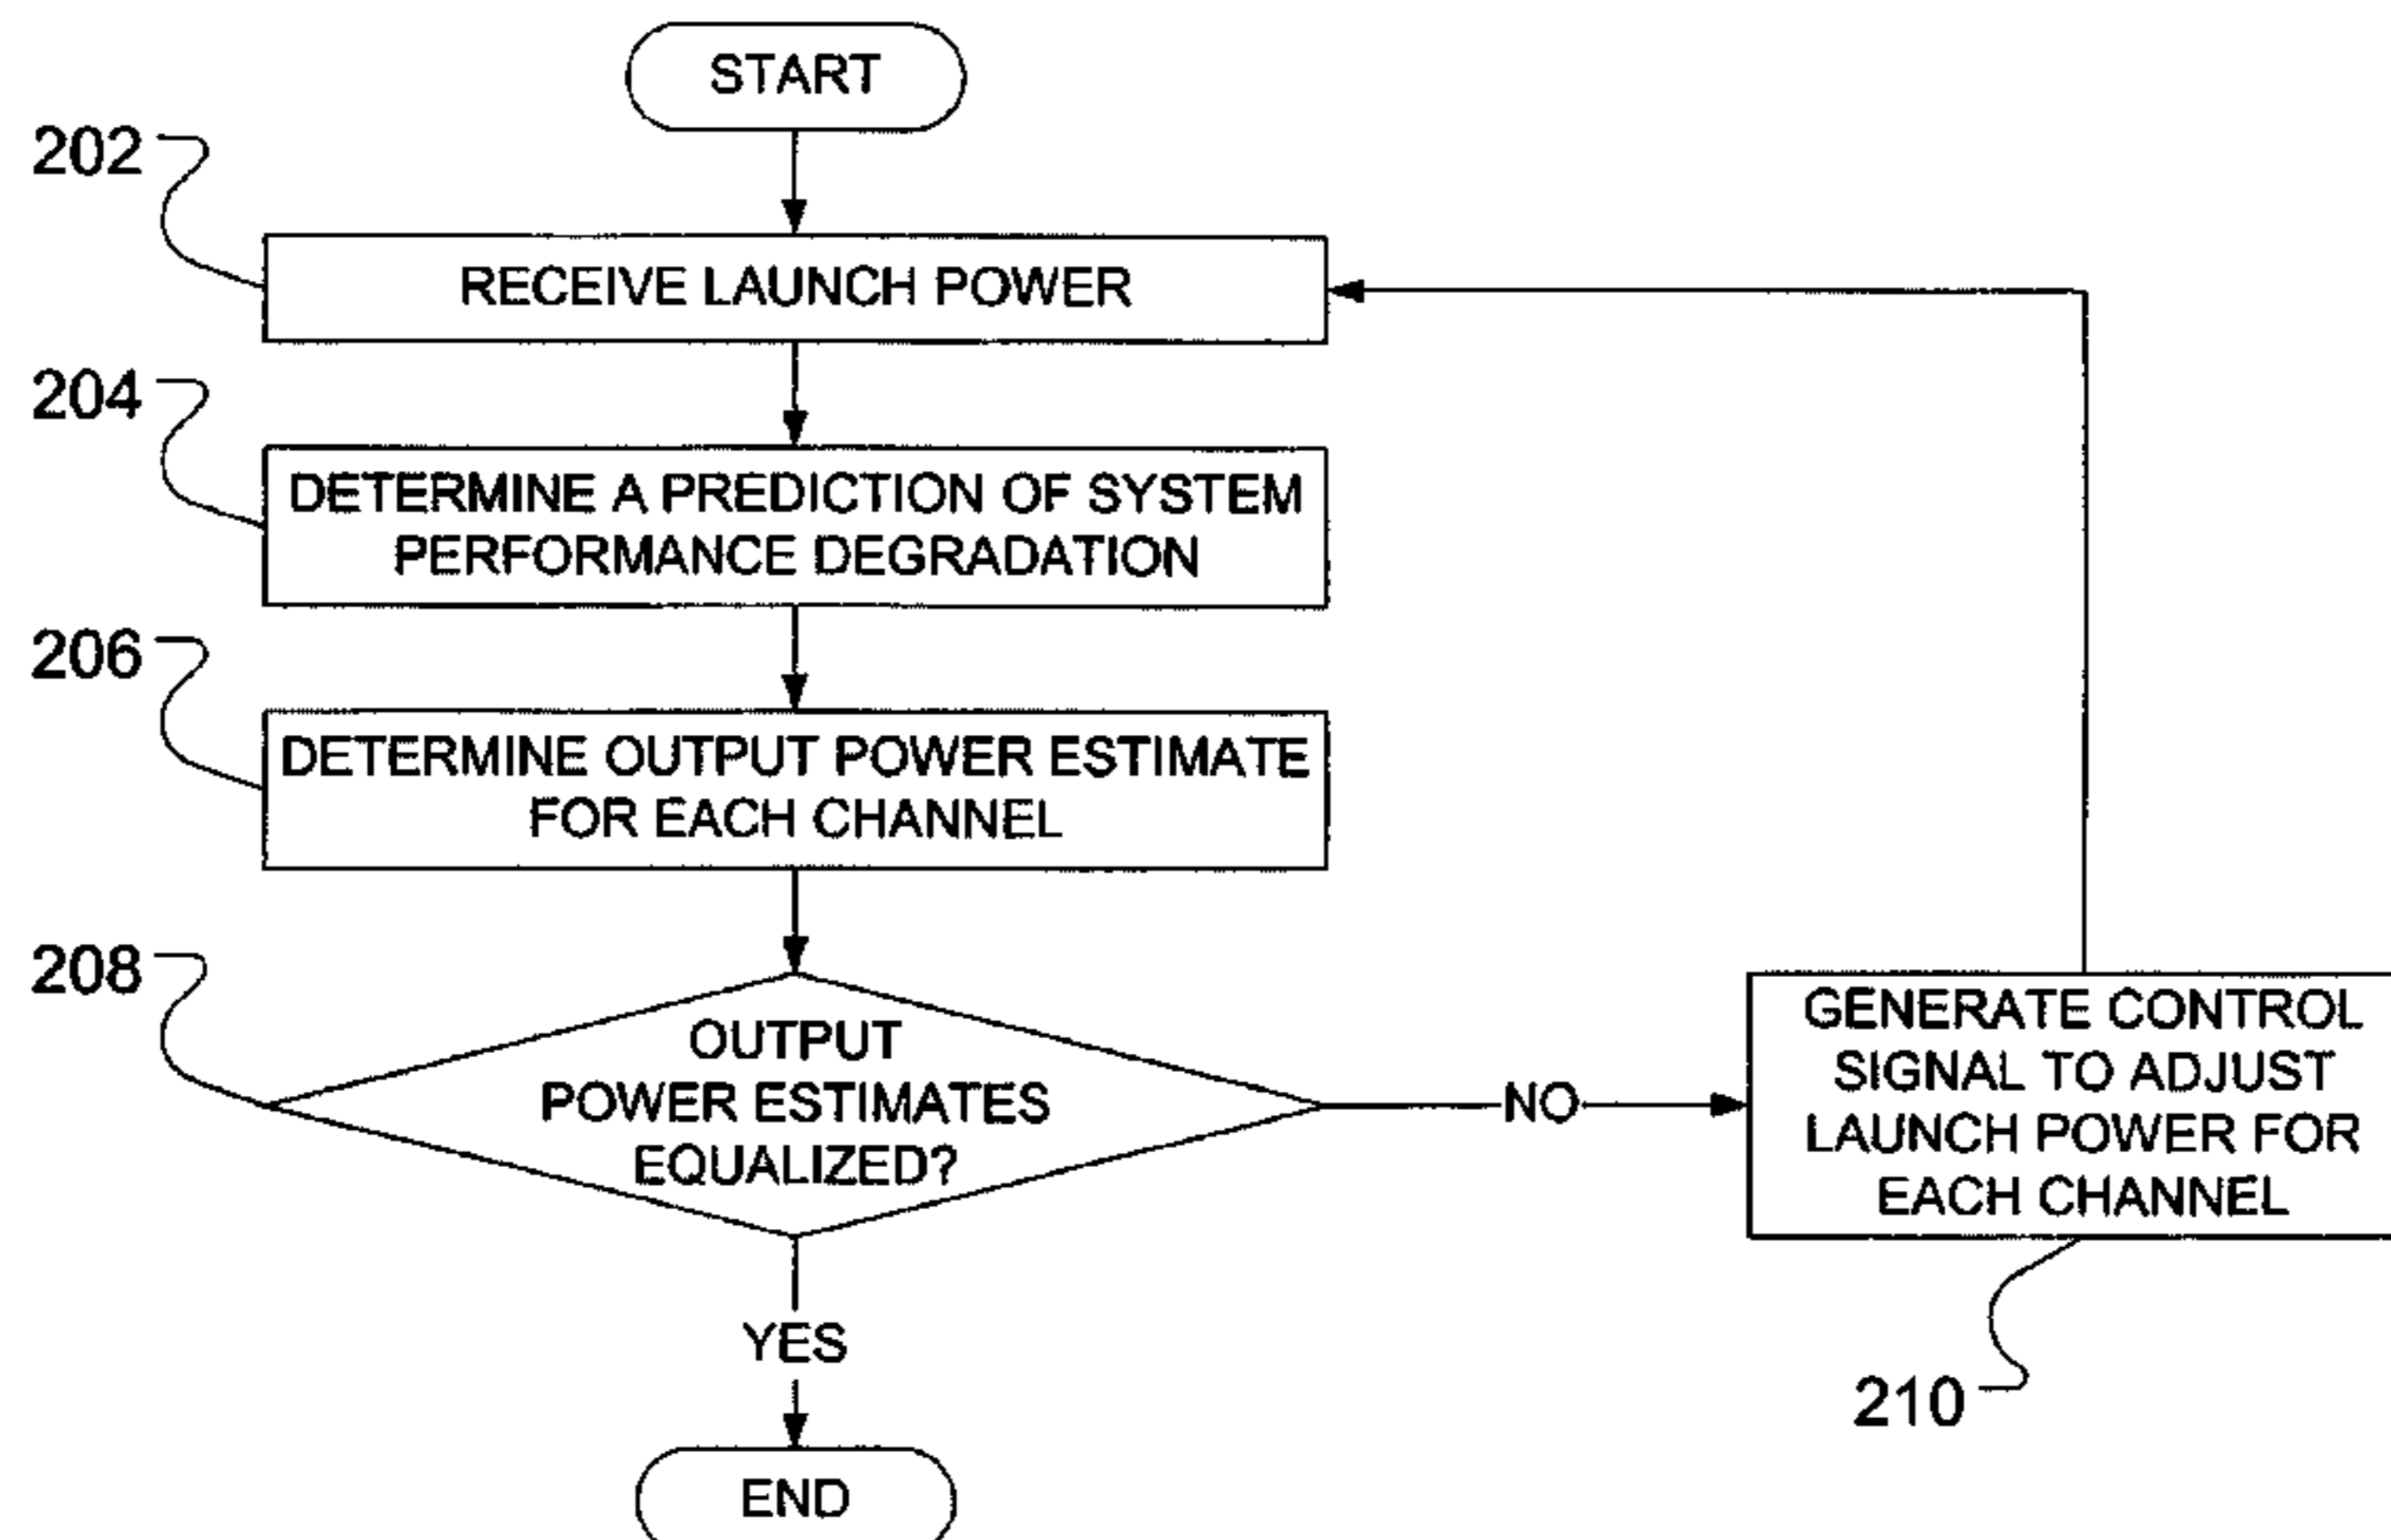 START
202
RECEIVE LAUNCH POWER
204
DETERMINE A PREDICTION OF SYSTEM
PERFORMANCE DEGRADATION
206
DETERMINE OUTPUT POWER ESTIMATE
FOR EACH CHANNEL
208
OUTPUT
POWER ESTIMATES
EQUALIZED?
NO
GENERATE CONTROL
SIGNAL TO ADJUST
LAUNCH POWER FOR
EACH CHANNEL
210
YES
END